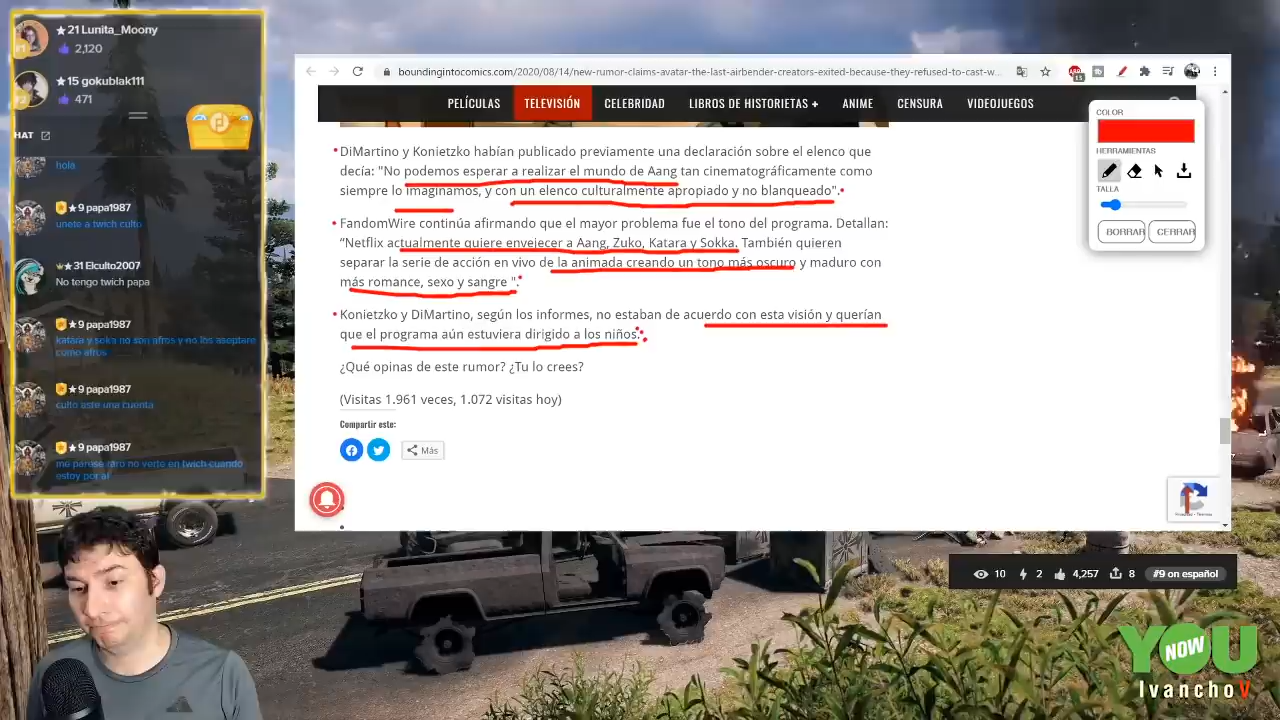 #1
★21 Lunita_Moony
2,120
#2
★15 gokublak111
471
HAT
hola
★ 9 papa1987
unete a twich culto
★31 Elculto2007
No tengo twich papa
★ 9 papa1987
katara y soka no son afros y no los aseptare
como afros
★ 9 papa1987
culto aste una cuenta
★ 9 papa1987
me parese raro no verte en twich cuando
estoy por al
boundingintocomics.com/2020/08/14/new-rumor-claims-avatar-the-last-airbender-creators-exited-because-they-refused-to-cast-w...
13
PELÍCULAS TELEVISIÓN CELEBRIDAD LIBROS DE HISTORIETAS + ANIME CENSURA VIDEOJUEGOS
DiMartino y Konietzko habían publicado previamente una declaración sobre el elenco que
decía: "No podemos esperar a realizar el mundo de Aang tan cinematográficamente como
siempre lo imaginamos, y con un elenco culturalmente apropiado y no blanqueado".
FandomWire continúa afirmando que el mayor problema fue el tono del programa. Detallan:
“Netflix actualmente quiere envejecer a Aang, Zuko, Katara y Sokka. También quieren
separar la serie de acción en vivo de la animada creando un tono más oscuro y maduro con
más romance, sexo y sangre ".
Konietzko y DiMartino, según los informes, no estaban de acuerdo con esta visión y querían
que el programa aún estuviera dirigido a los niños.
¿Qué opinas de este rumor? ¿Tu lo crees?
(Visitas 1.961 veces, 1.072 visitas hoy)
Compartir este:
Más
COLOR
HERRAMIENTAS
TALLA
BORRAR CERRAR
10 2 4,257 8 #9 on español
YOU NOW
IvanchoV